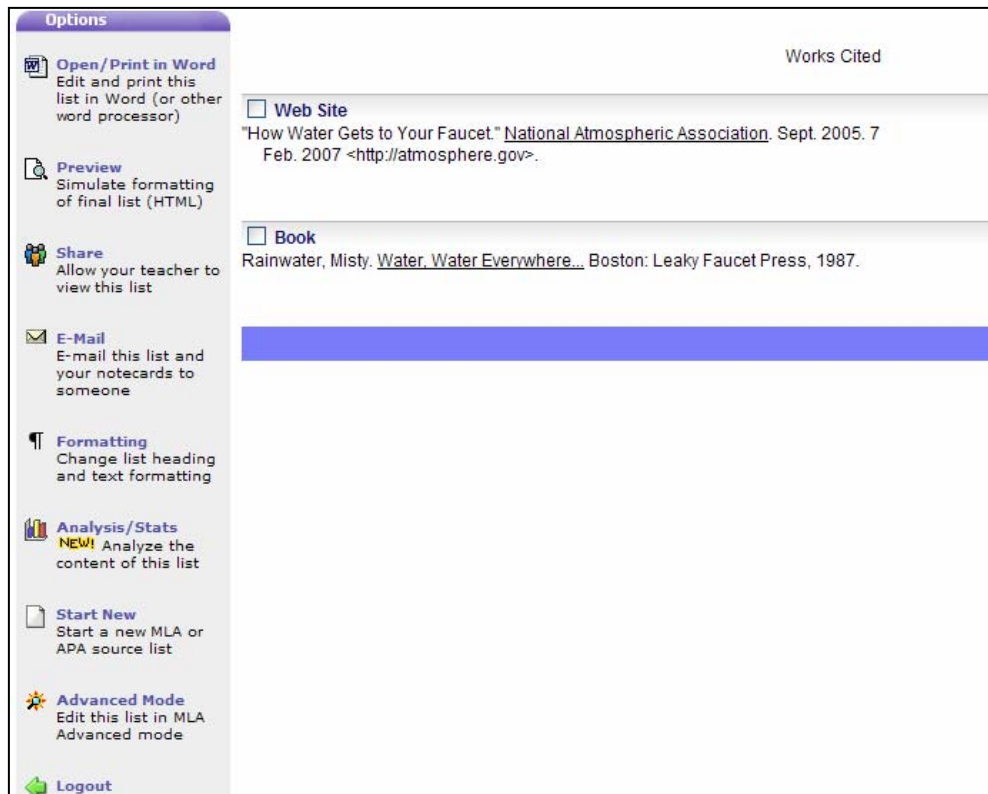 Options
Open/Print in Word
Edit and print this
list in Word (or other
word processor)
Preview
Simulate formatting
of final list (HTML)
Share
Allow your teacher to
view this list
E-Mail
E-mail this list and
your notecards to
someone
Formatting
Change list heading
and text formatting
Analysis/Stats
NEW! Analyze the
content of this list
Start New
Start a new MLA or
APA source list
Advanced Mode
Edit this list in MLA
Advanced mode
Logout
Works Cited
Web Site
"How Water Gets to Your Faucet." National Atmospheric Association. Sept. 2005. 7
Feb. 2007 <http://atmosphere.gov>.
Book
Rainwater, Misty. Water, Water Everywhere... Boston: Leaky Faucet Press, 1987.